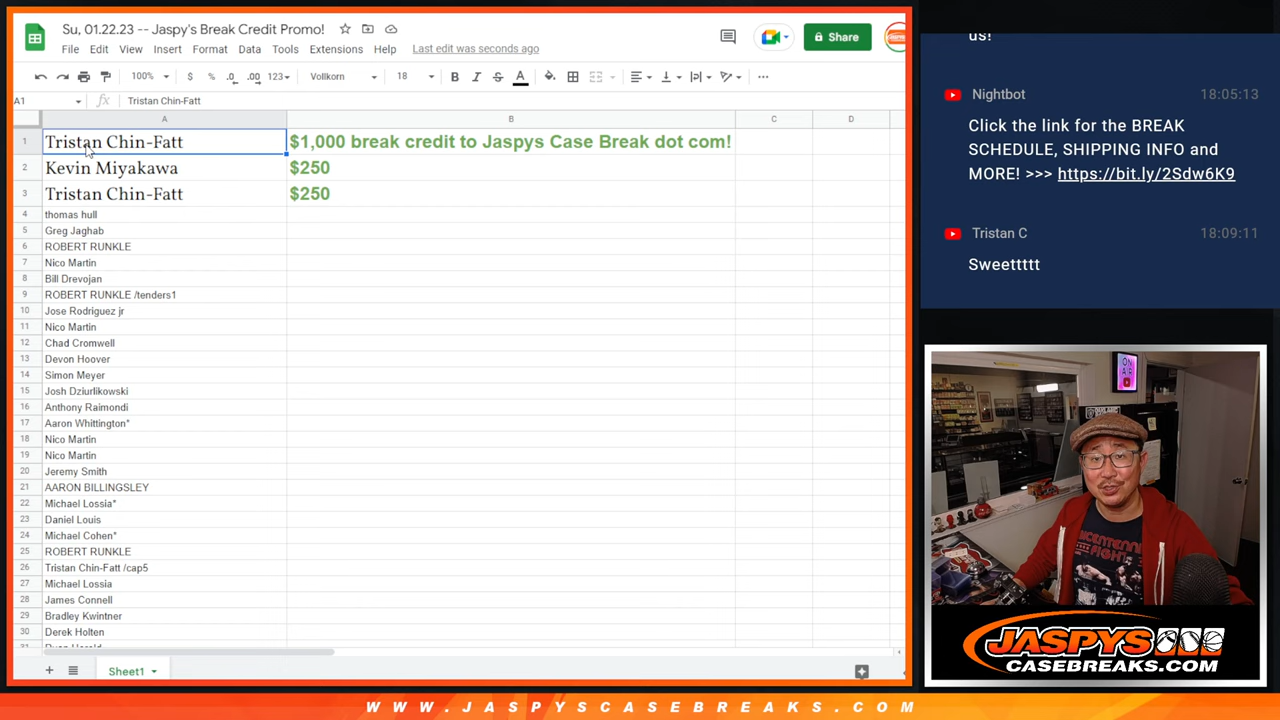 Su, 01.22.23 -- Jaspy's Break Credit Promo!
File Edit View Insert Format Data Tools Extensions Help Last edit was seconds ago
Share
100% $ % .0 .00 123 Vollkorn 18 B I S A
A1 fx Tristan Chin-Fatt
A B C D
1 Tristan Chin-Fatt $1,000 break credit to Jaspys Case Break dot com!
2 Kevin Miyakawa $250
3 Tristan Chin-Fatt $250
4 thomas hull
5 Greg Jaghab
6 ROBERT RUNKLE
7 Nico Martin
8 Bill Drevojan
9 ROBERT RUNKLE /tenders1
10 Jose Rodriguez jr
11 Nico Martin
12 Chad Cromwell
13 Devon Hoover
14 Simon Meyer
15 Josh Dziurlikowski
16 Anthony Raimondi
17 Aaron Whittington*
18 Nico Martin
19 Nico Martin
20 Jeremy Smith
21 AARON BILLINGSLEY
22 Michael Lossia*
23 Daniel Louis
24 Michael Cohen*
25 ROBERT RUNKLE
26 Tristan Chin-Fatt /cap5
27 Michael Lossia
28 James Connell
29 Bradley Kwintner
30 Derek Holten
Sheet1
us!
Nightbot 18:05:13
Click the link for the BREAK
SCHEDULE, SHIPPING INFO and
MORE! >>> https://bit.ly/2Sdw6K9
Tristan C 18:09:11
Sweettttt
ON
AIR
JASPYS
CASEBREAKS.COM
WWW.JASPYSCASEBREAKS.COM